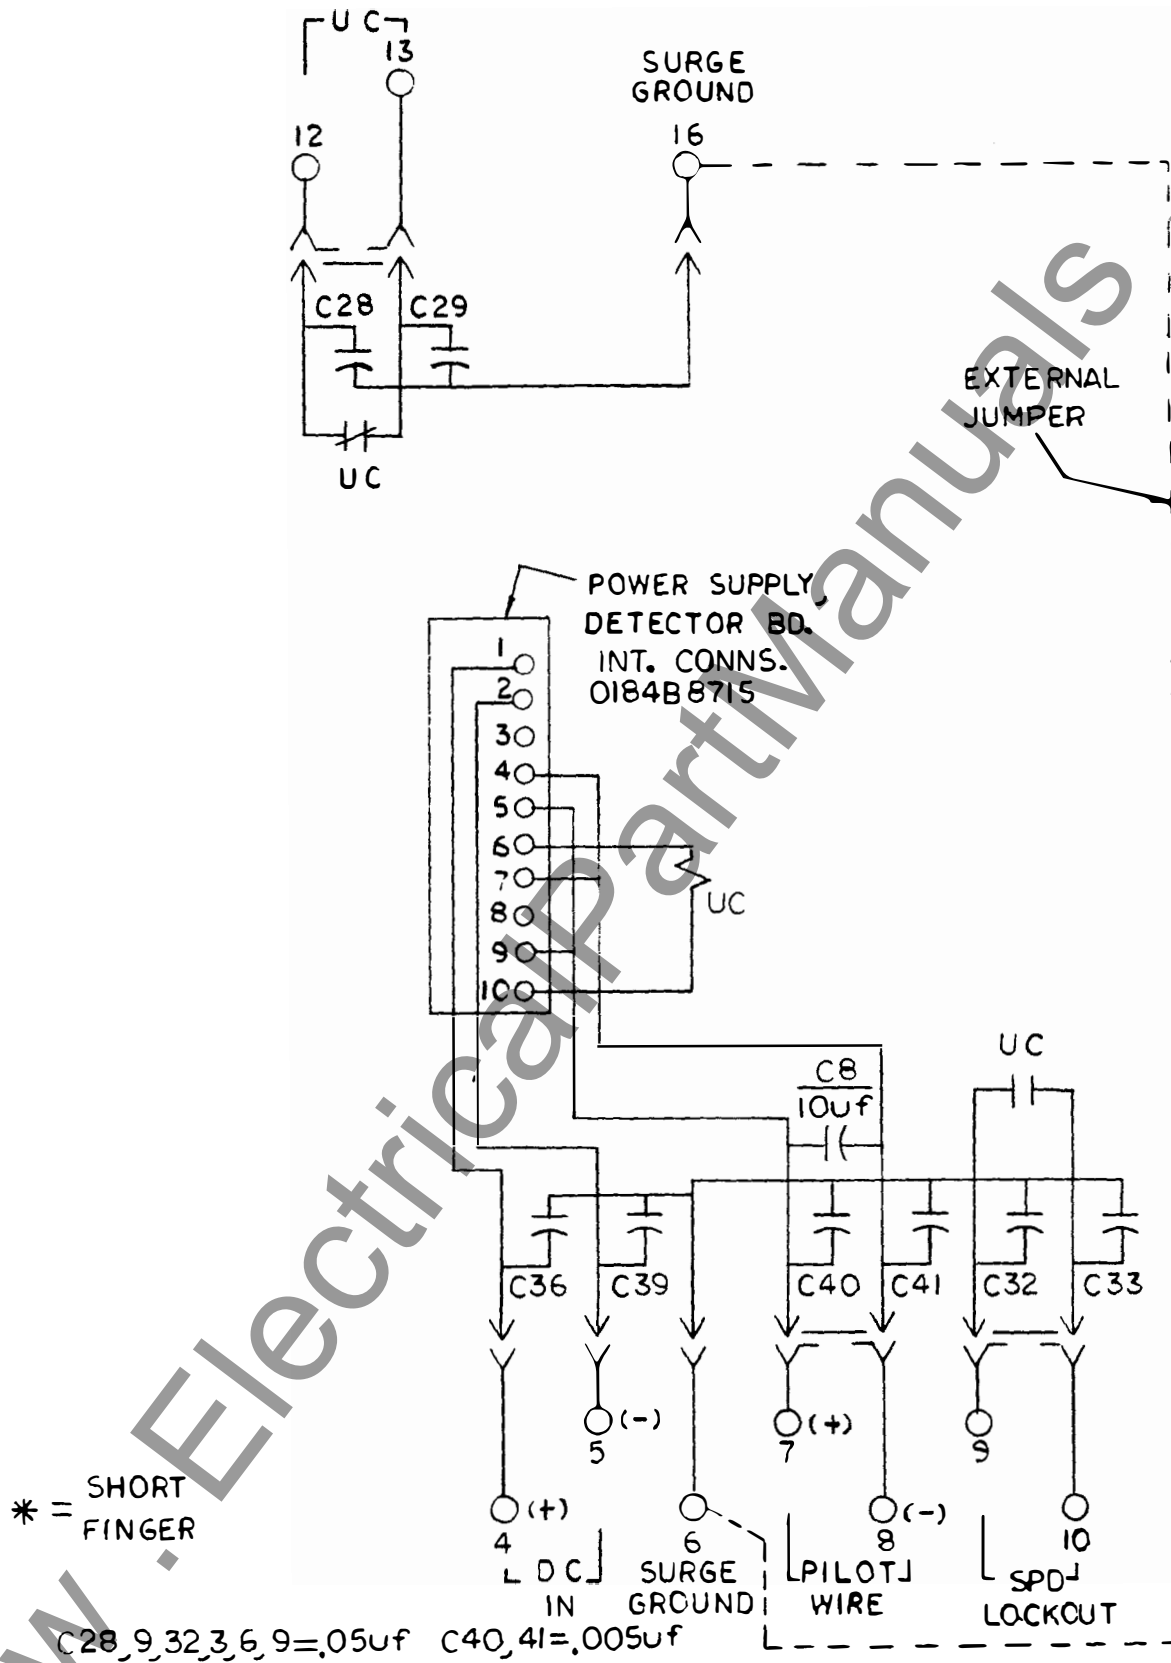 UC
13
12
SURGE
GROUND
16
C28
C29
UC
EXTERNAL
JUMPER
POWER SUPPLY,
DETECTOR BD.
INT. CONNS.
0184B8715
1
2
3
4
5
6
7
8
9
10
UC
UC
C8
10uf
C36
C39
C40
C41
C32
C33
(-)
5
(+)
7
9
* = SHORT
FINGER
(+)
4
6
(-)
8
10
DC
IN
SURGE
GROUND
PILOT
WIRE
SPD
LOCKOUT
C28,9,32,3,6,9=.05uf C40,41=.005uf
w.ElectricalPartManuals